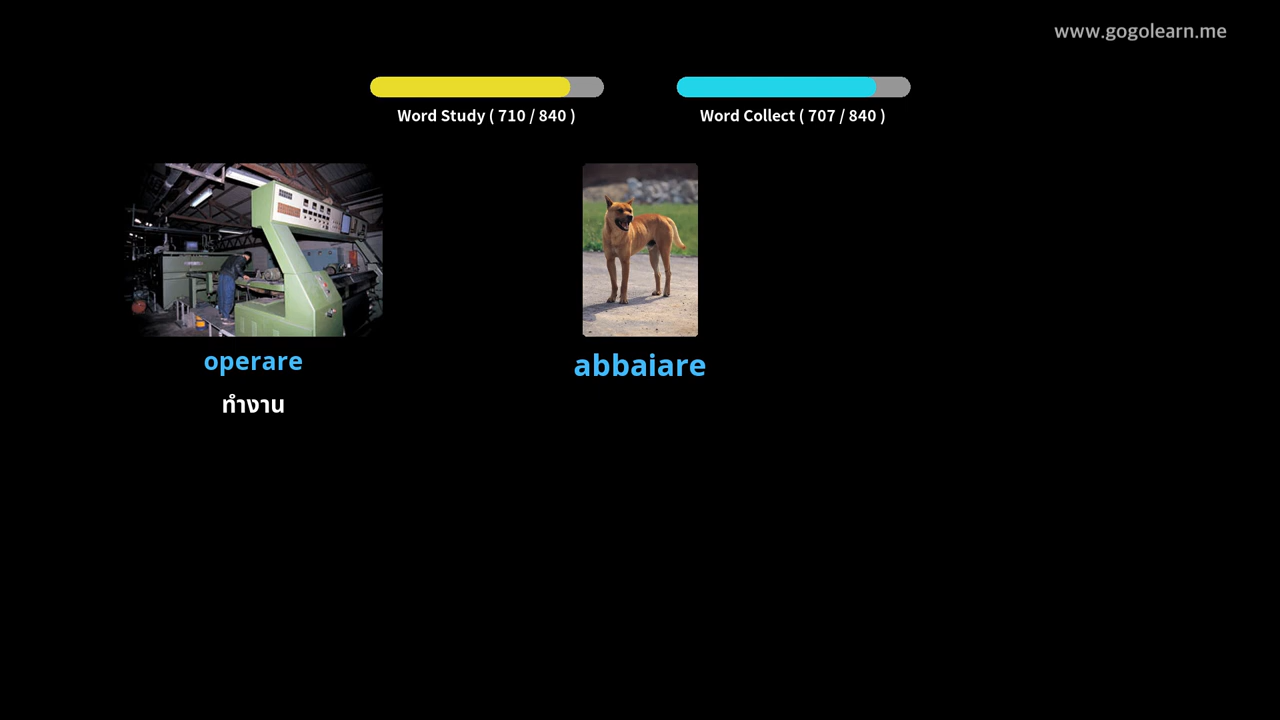 www.gogolearn.me
Word Study ( 710 / 840 )
Word Collect ( 707 / 840 )
operare
ทำงาน
abbaiare